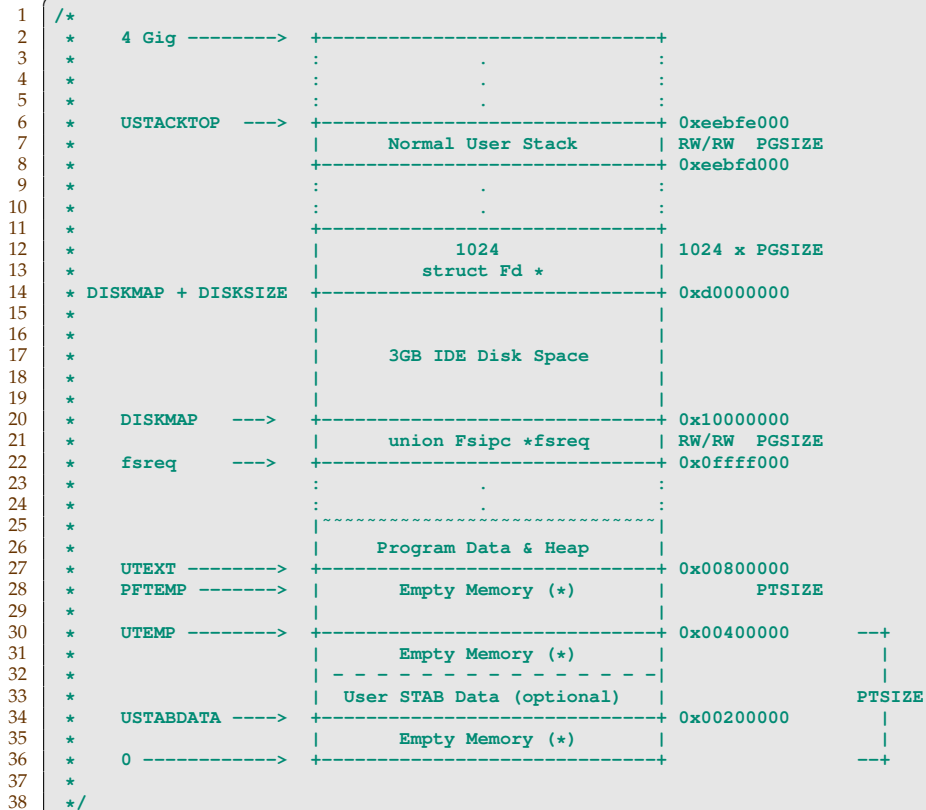 1 /*
2 * 4 Gig --------> +------------------------------+
3 * : . :
4 * : . :
5 * : . :
6 * USTACKTOP ---> +------------------------------+ 0xeebfe000
7 * | Normal User Stack | RW/RW PGSIZE
8 * +------------------------------+ 0xeebfd000
9 * : . :
10 * : . :
11 * +------------------------------+
12 * | 1024 | 1024 x PGSIZE
13 * | struct Fd * |
14 * DISKMAP + DISKSIZE +------------------------------+ 0xd0000000
15 * | |
16 * | |
17 * | 3GB IDE Disk Space |
18 * | |
19 * | |
20 * DISKMAP ---> +------------------------------+ 0x10000000
21 * | union Fsipc *fsreq | RW/RW PGSIZE
22 * fsreq ---> +------------------------------+ 0x0ffff000
23 * : . :
24 * : . :
25 * |~~~~~~~~~~~~~~~~~~~~~~~~~~~~~~|
26 * | Program Data & Heap |
27 * UTEXT --------> +------------------------------+ 0x00800000
28 * PFTEMP -------> | Empty Memory (*) | PTSIZE
29 * | |
30 * UTEMP --------> +------------------------------+ 0x00400000 --+
31 * | Empty Memory (*) | |
32 * | - - - - - - - - - - - - - - -| |
33 * | User STAB Data (optional) | PTSIZE
34 * USTABDATA ----> +------------------------------+ 0x00200000 |
35 * | Empty Memory (*) | |
36 * 0 ------------> +------------------------------+ --+
37 *
38 */